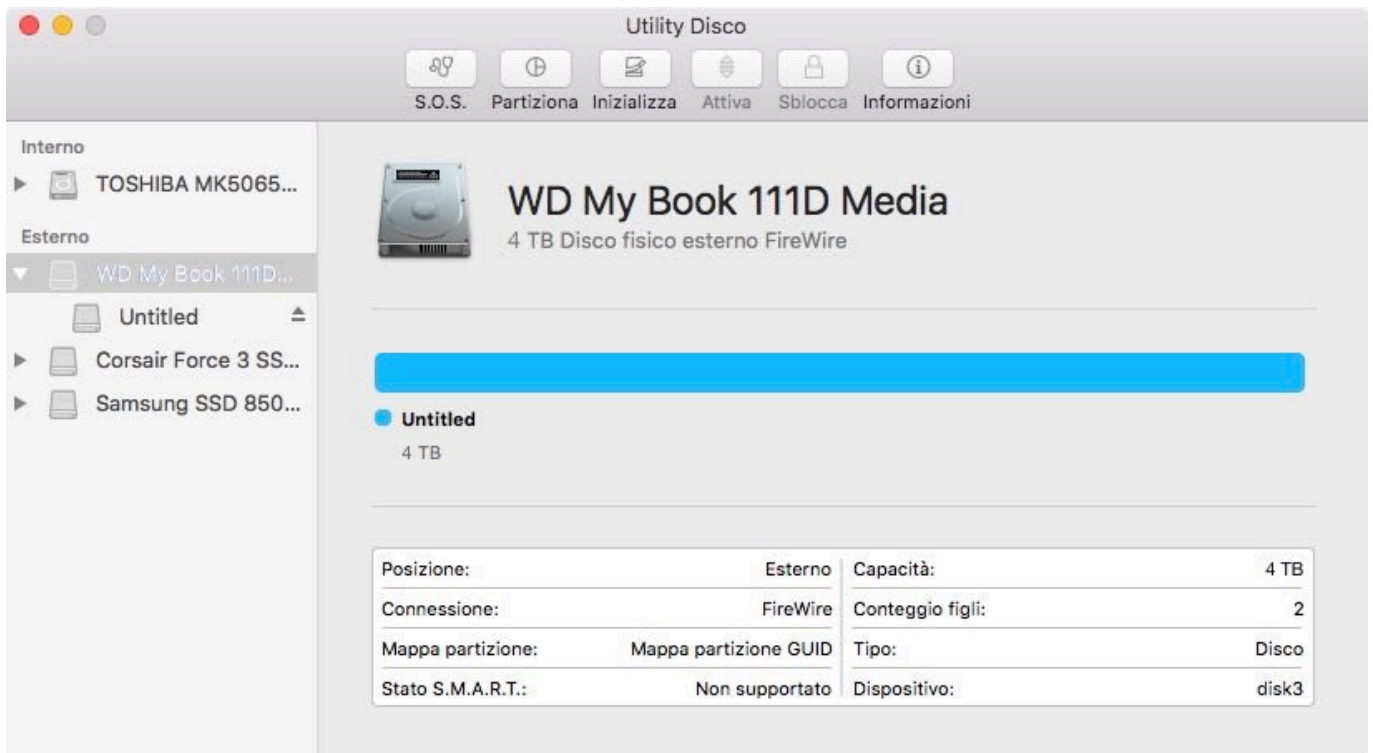 Utility Disco
S.O.S. Partiziona Inizializza Attiva Sblocca Informazioni
Interno
TOSHIBA MK5065...
Esterno
WD My Book 111D...
Untitled
Corsair Force 3 SS...
Samsung SSD 850...
WD My Book 111D Media
4 TB Disco fisico esterno FireWire
Untitled
4 TB
Posizione: Esterno Capacità: 4 TB
Connessione: FireWire Conteggio figli: 2
Mappa partizione: Mappa partizione GUID Tipo: Disco
Stato S.M.A.R.T.: Non supportato Dispositivo: disk3